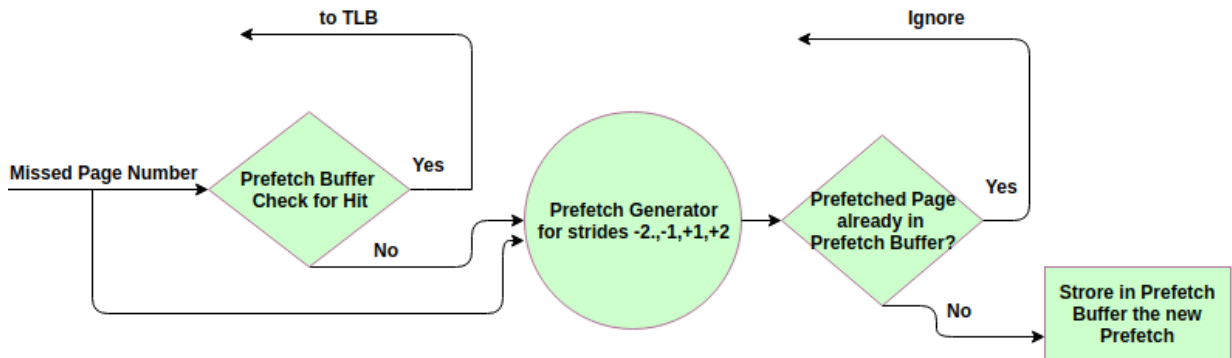 to TLB
Ignore
Missed Page Number
Prefetch Buffer
Check for Hit
Yes
No
Prefetch Generator
for strides -2.,-1,+1,+2
Prefetched Page
already in
Prefetch Buffer?
Yes
No
Strore in Prefetch
Buffer the new
Prefetch